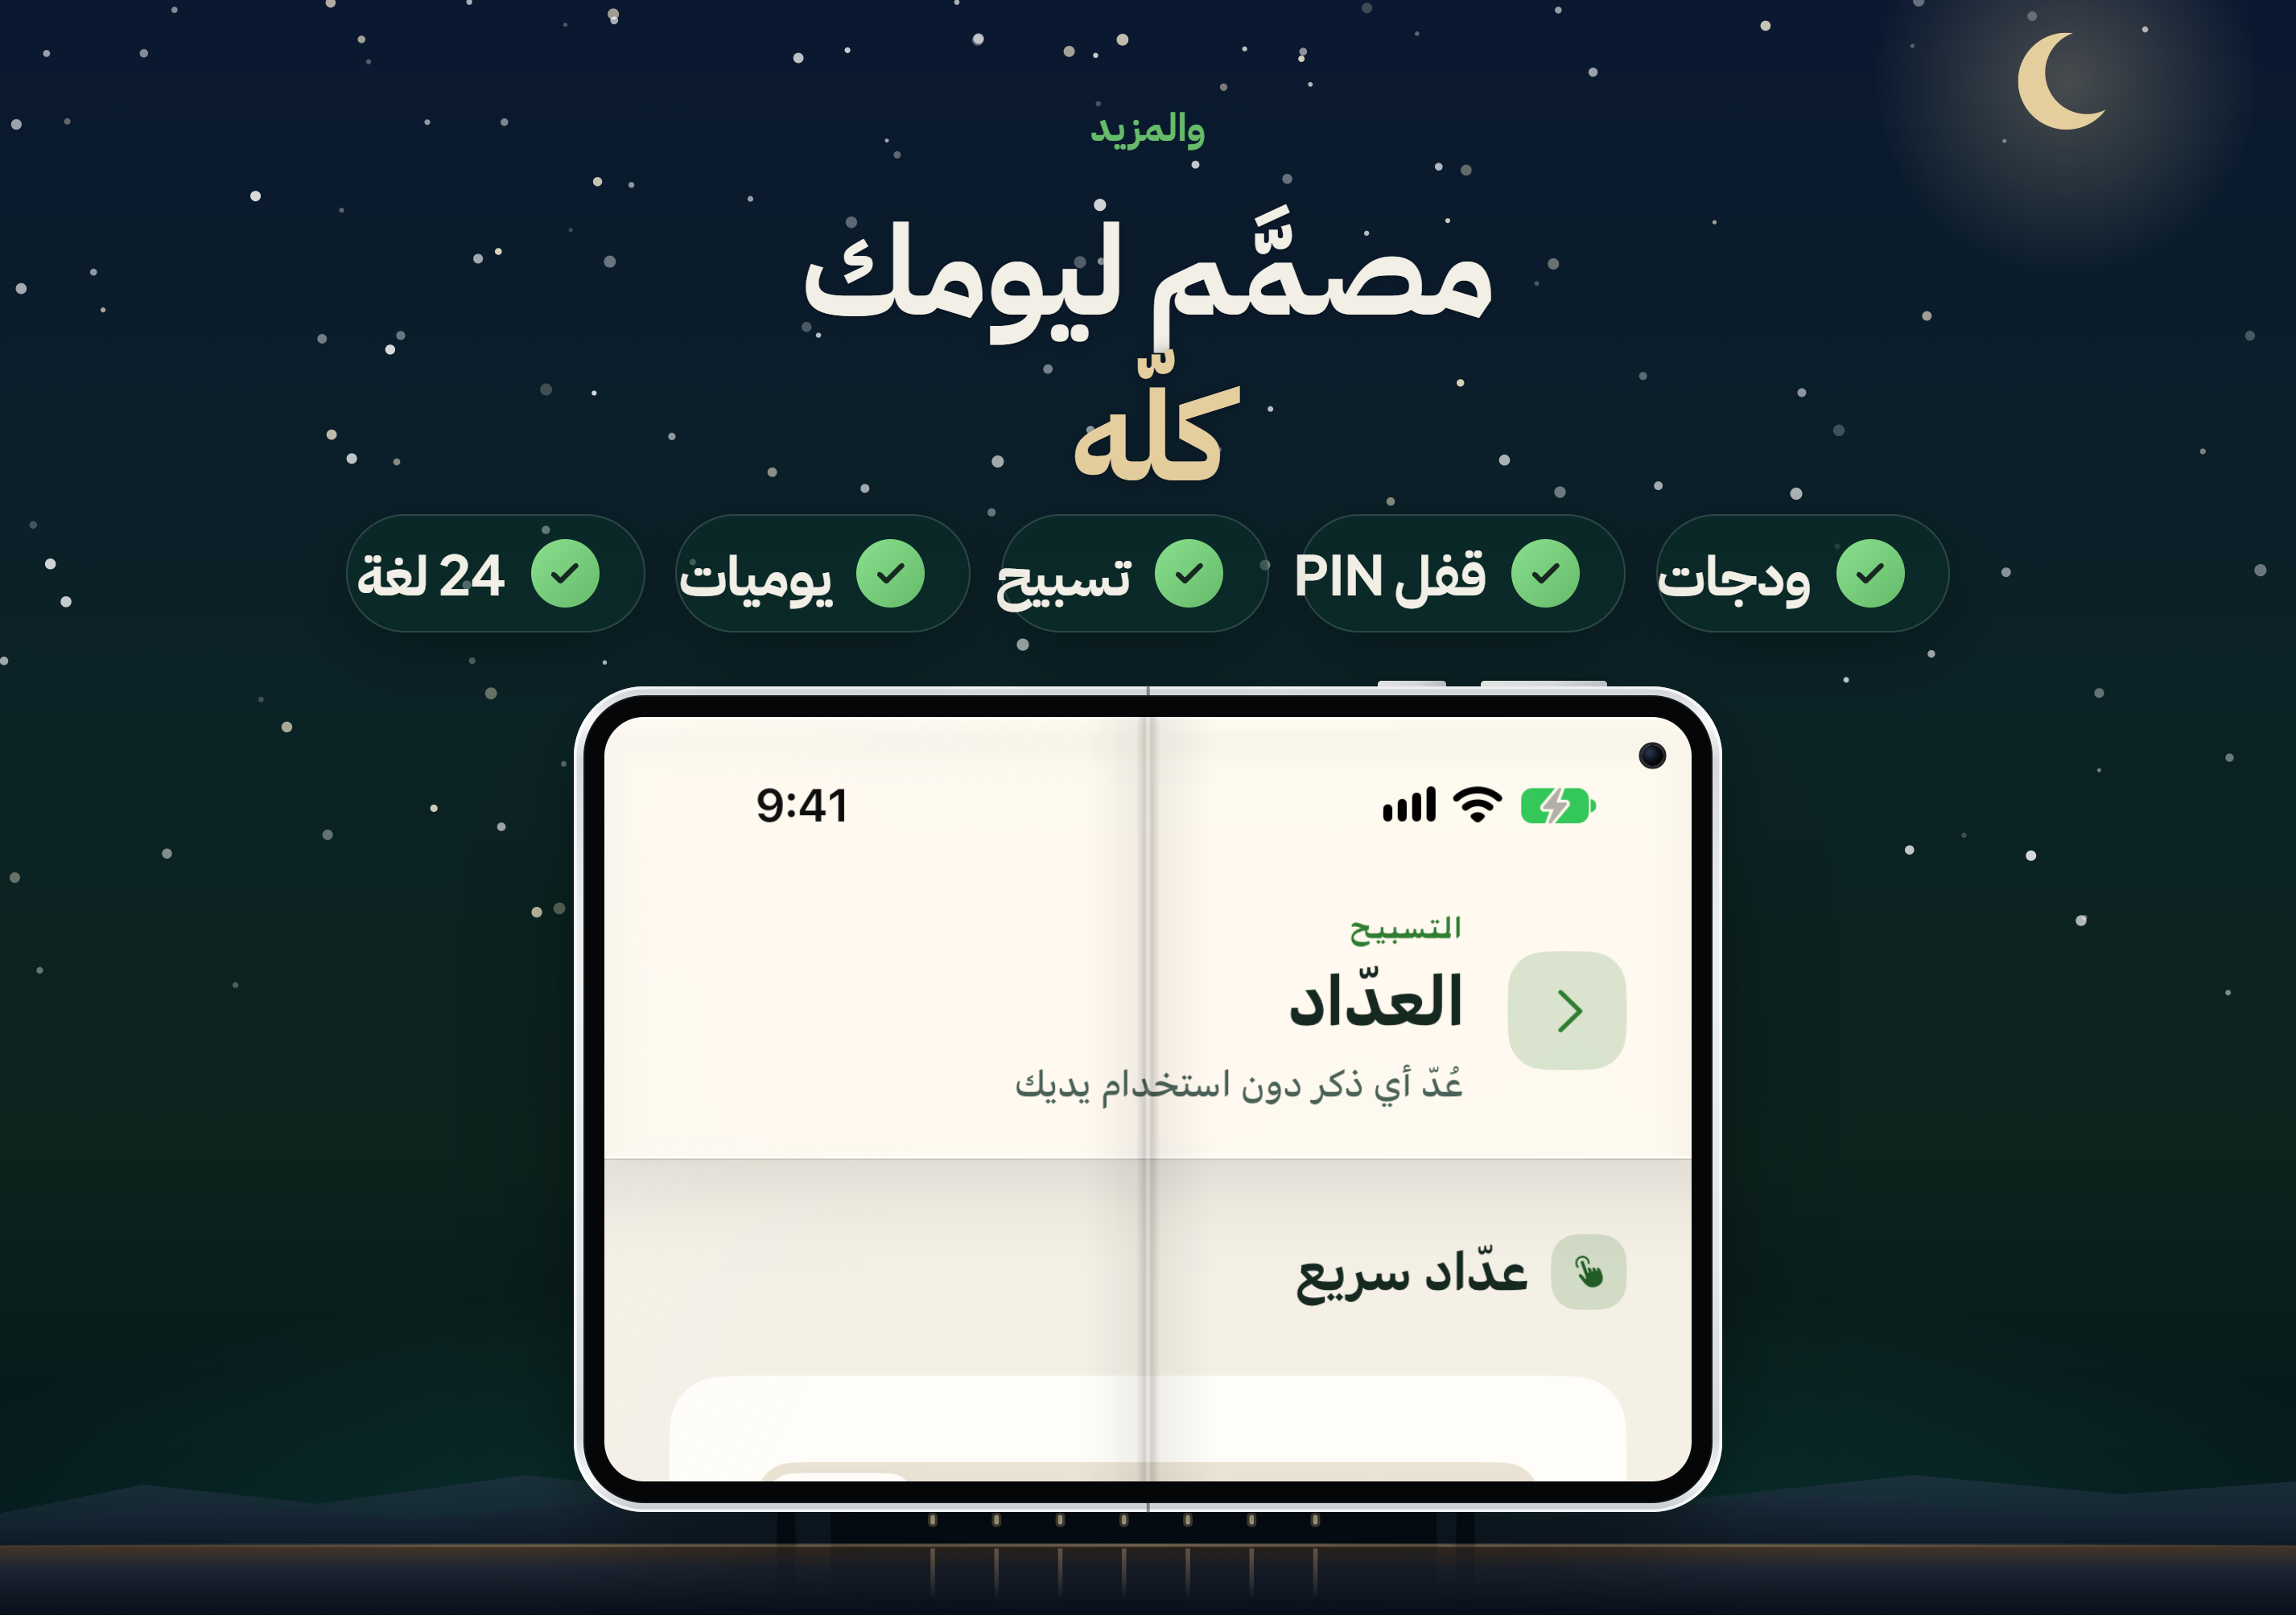 والمزيد
مصمَّم ليومك
كلّه
ودجات
قفل PIN
تسبيح
يوميات
24 لغة
9:41
التسبيح
العدّاد
عُدّ أي ذكر دون استخدام يديك
عدّاد سريع